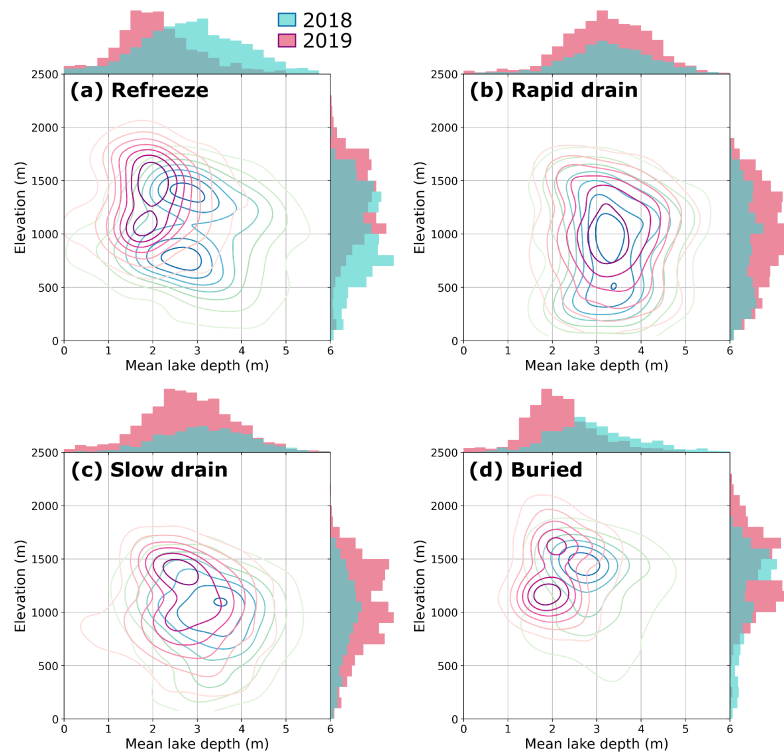 2018
2019
(a) Refreeze
(b) Rapid drain
2500
2000
1500
1000
500
0
Elevation (m)
0 1 2 3 4 5 6
Mean lake depth (m)
2500
2000
1500
1000
500
0
Elevation (m)
0 1 2 3 4 5 6
Mean lake depth (m)
(c) Slow drain
(d) Buried
2500
2000
1500
1000
500
0
Elevation (m)
0 1 2 3 4 5 6
Mean lake depth (m)
2500
2000
1500
1000
500
0
Elevation (m)
0 1 2 3 4 5 6
Mean lake depth (m)